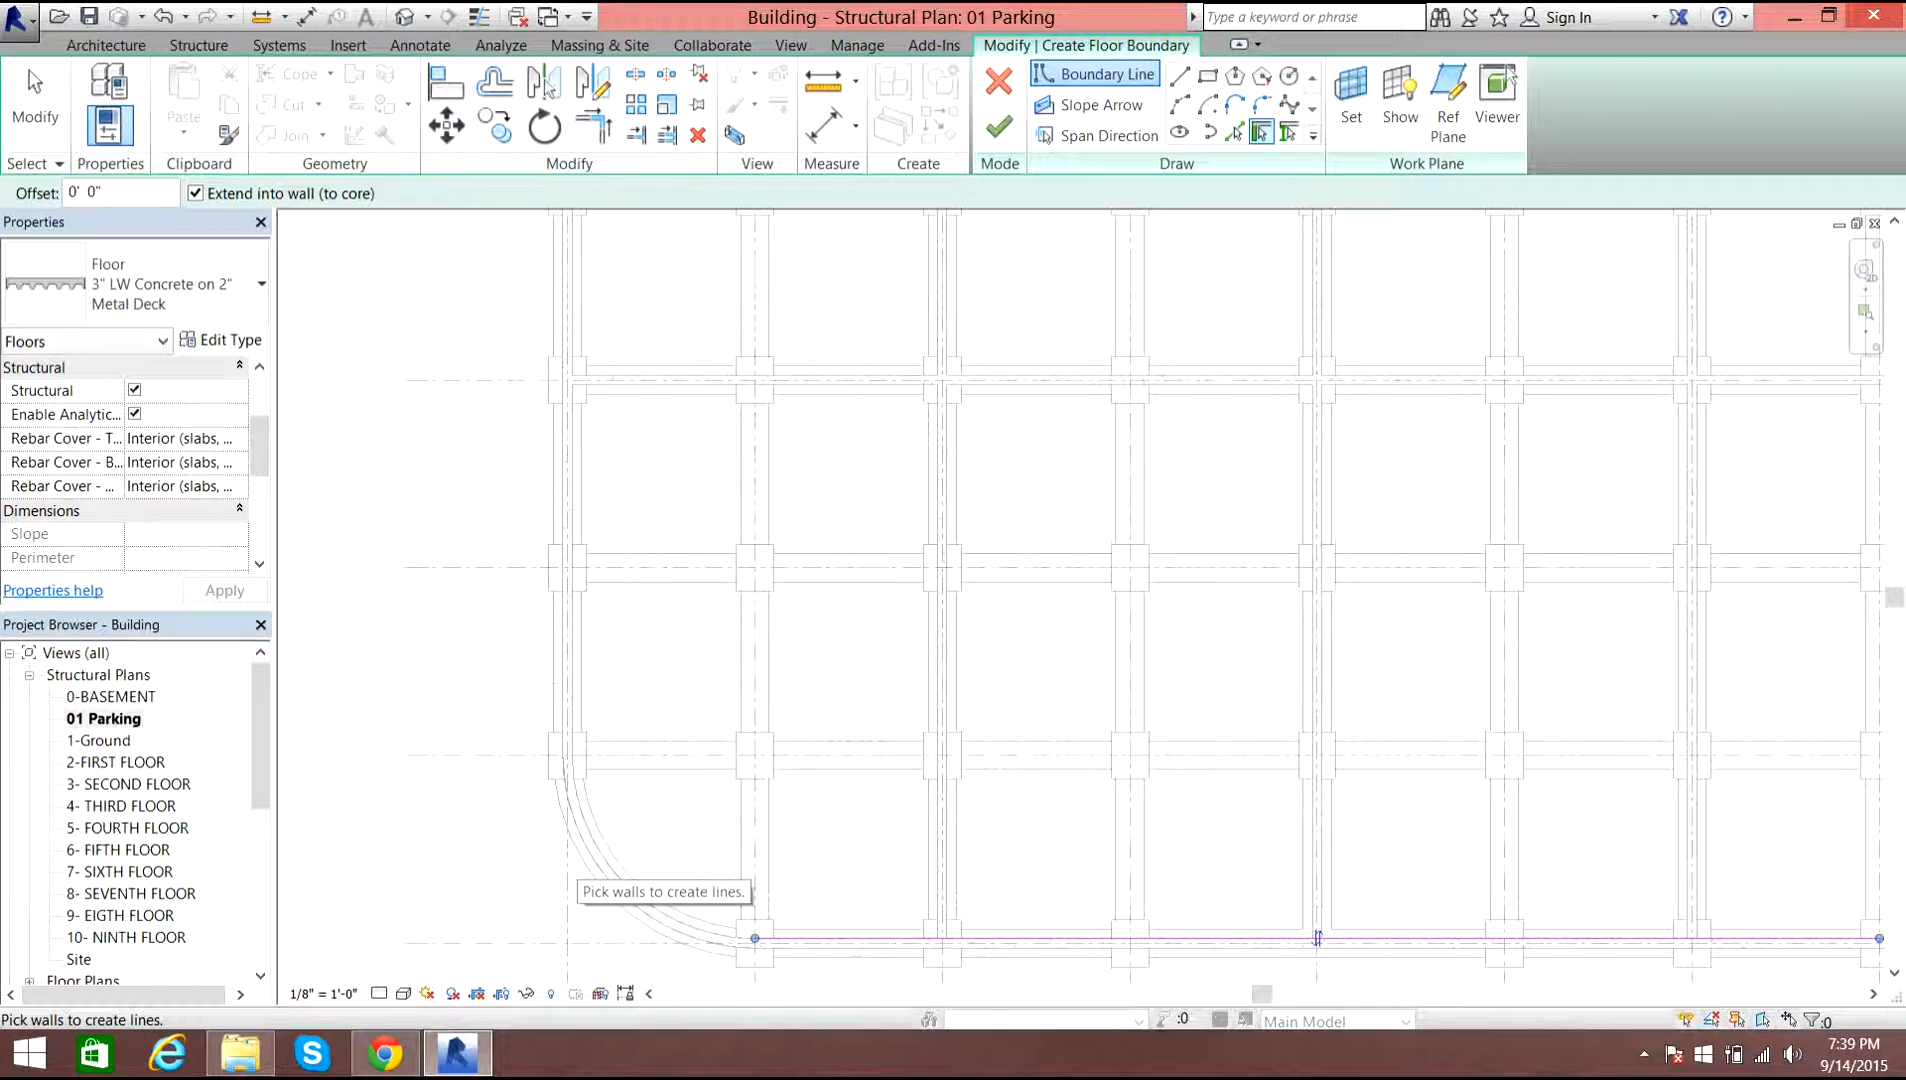 Building - Structural Plan: 01 Parking
Type a keyword or phrase
Sign In
Architecture Structure Systems Insert Annotate Analyze Massing & Site Collaborate View Manage Add-Ins Modify | Create Floor Boundary
Modify
Paste
Cope
Cut
Join
Boundary Line
Slope Arrow
Span Direction
Set Show Ref Plane Viewer
Select Properties Clipboard Geometry Modify View Measure Create Mode Draw Work Plane
Offset: 0' 0" Extend into wall (to core)
Properties
Floor
3" LW Concrete on 2"
Metal Deck
Floors Edit Type
Structural
Structural
Enable Analytic...
Rebar Cover - T... Interior (slabs, ...
Rebar Cover - B... Interior (slabs, ...
Rebar Cover - ... Interior (slabs, ...
Dimensions
Slope
Perimeter
Properties help Apply
Project Browser - Building
Views (all)
Structural Plans
0-BASEMENT
01 Parking
1-Ground
2-FIRST FLOOR
3- SECOND FLOOR
4- THIRD FLOOR
5- FOURTH FLOOR
6- FIFTH FLOOR
7- SIXTH FLOOR
8- SEVENTH FLOOR
9- EIGTH FLOOR
10- NINTH FLOOR
Site
Floor Plans
Pick walls to create lines.
1/8" = 1'-0"
Pick walls to create lines.
:0
Main Model
:0
7:39 PM
9/14/2015